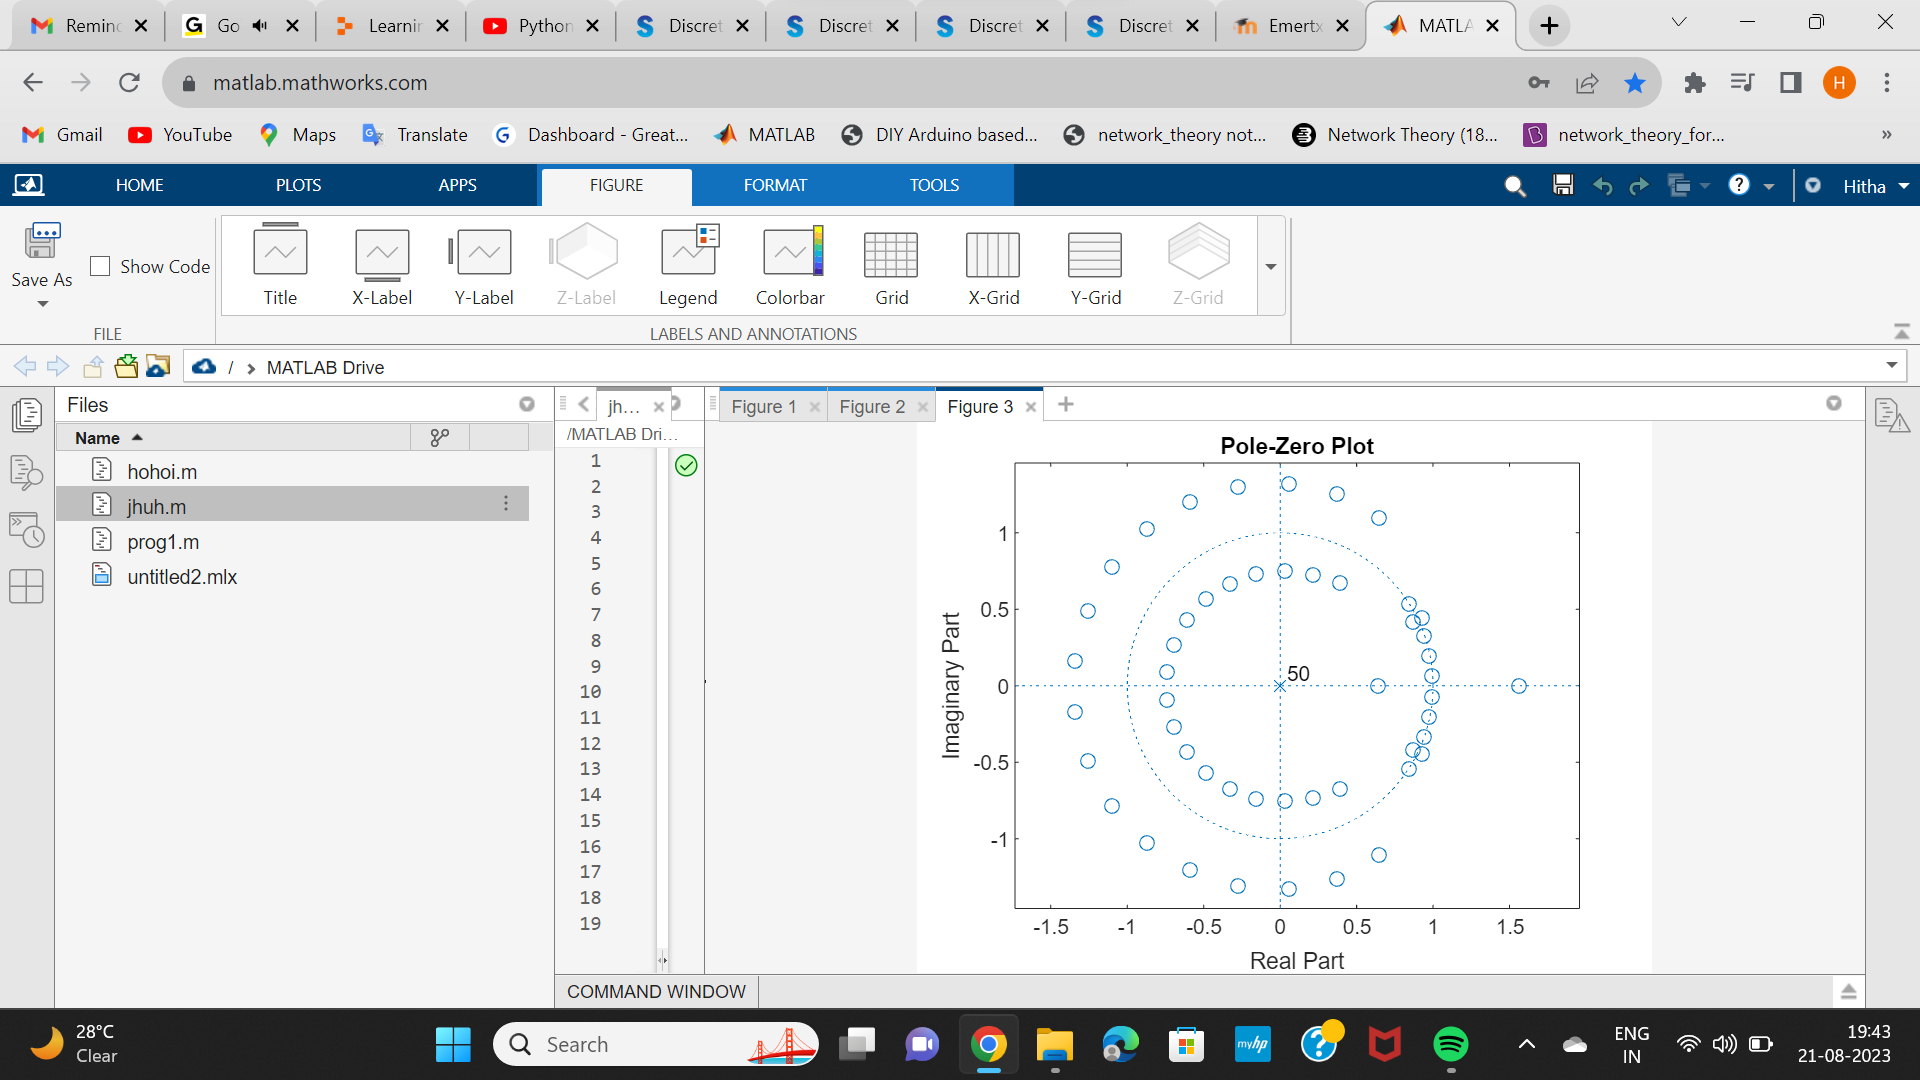 Reminc
Go
Learnir
Python
Discret
Discret
Discret
Discret
Emertx
MATLA
matlab.mathworks.com
H
Gmail
YouTube
Maps
Translate
Dashboard - Great...
MATLAB
DIY Arduino based...
network_theory not...
Network Theory (18...
network_theory_for...
»
HOME
PLOTS
APPS
FIGURE
FORMAT
TOOLS
Hitha
Save As
Show Code
Title
X-Label
Y-Label
Z-Label
Legend
Colorbar
Grid
X-Grid
Y-Grid
Z-Grid
FILE
LABELS AND ANNOTATIONS
/ > MATLAB Drive
Files
Name
hohoi.m
jhuh.m
prog1.m
untitled2.mlx
jh...
/MATLAB Dri...
1
2
3
4
5
6
7
8
9
10
11
12
13
14
15
16
17
18
19
Figure 1
Figure 2
Figure 3
Pole-Zero Plot
1
0.5
0
-0.5
-1
Imaginary Part
50
-1.5
-1
-0.5
0
0.5
1
1.5
Real Part
COMMAND WINDOW
28°C
Clear
Search
myhp
ENG
IN
19:43
21-08-2023